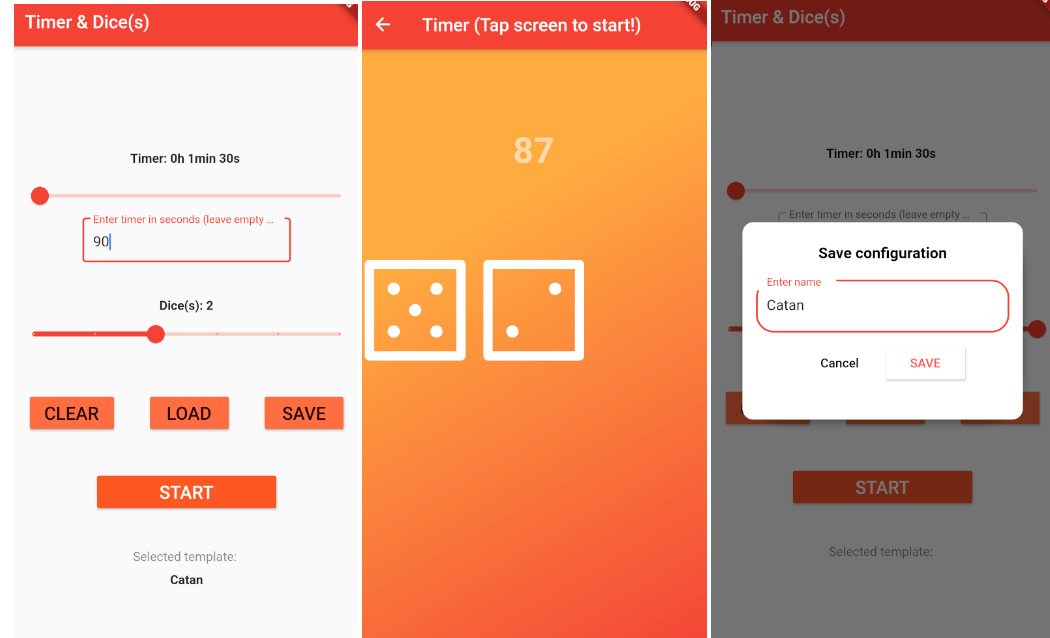 Timer & Dice(s)
Timer: 0h 1min 30s
Enter timer in seconds (leave empty ...
90
Dice(s): 2
CLEAR
LOAD
SAVE
START
Selected template:
Catan
Timer (Tap screen to start!)
87
Timer & Dice(s)
Timer: 0h 1min 30s
Enter timer in seconds (leave empty ...
Save configuration
Enter name
Catan
Cancel
SAVE
START
Selected template: